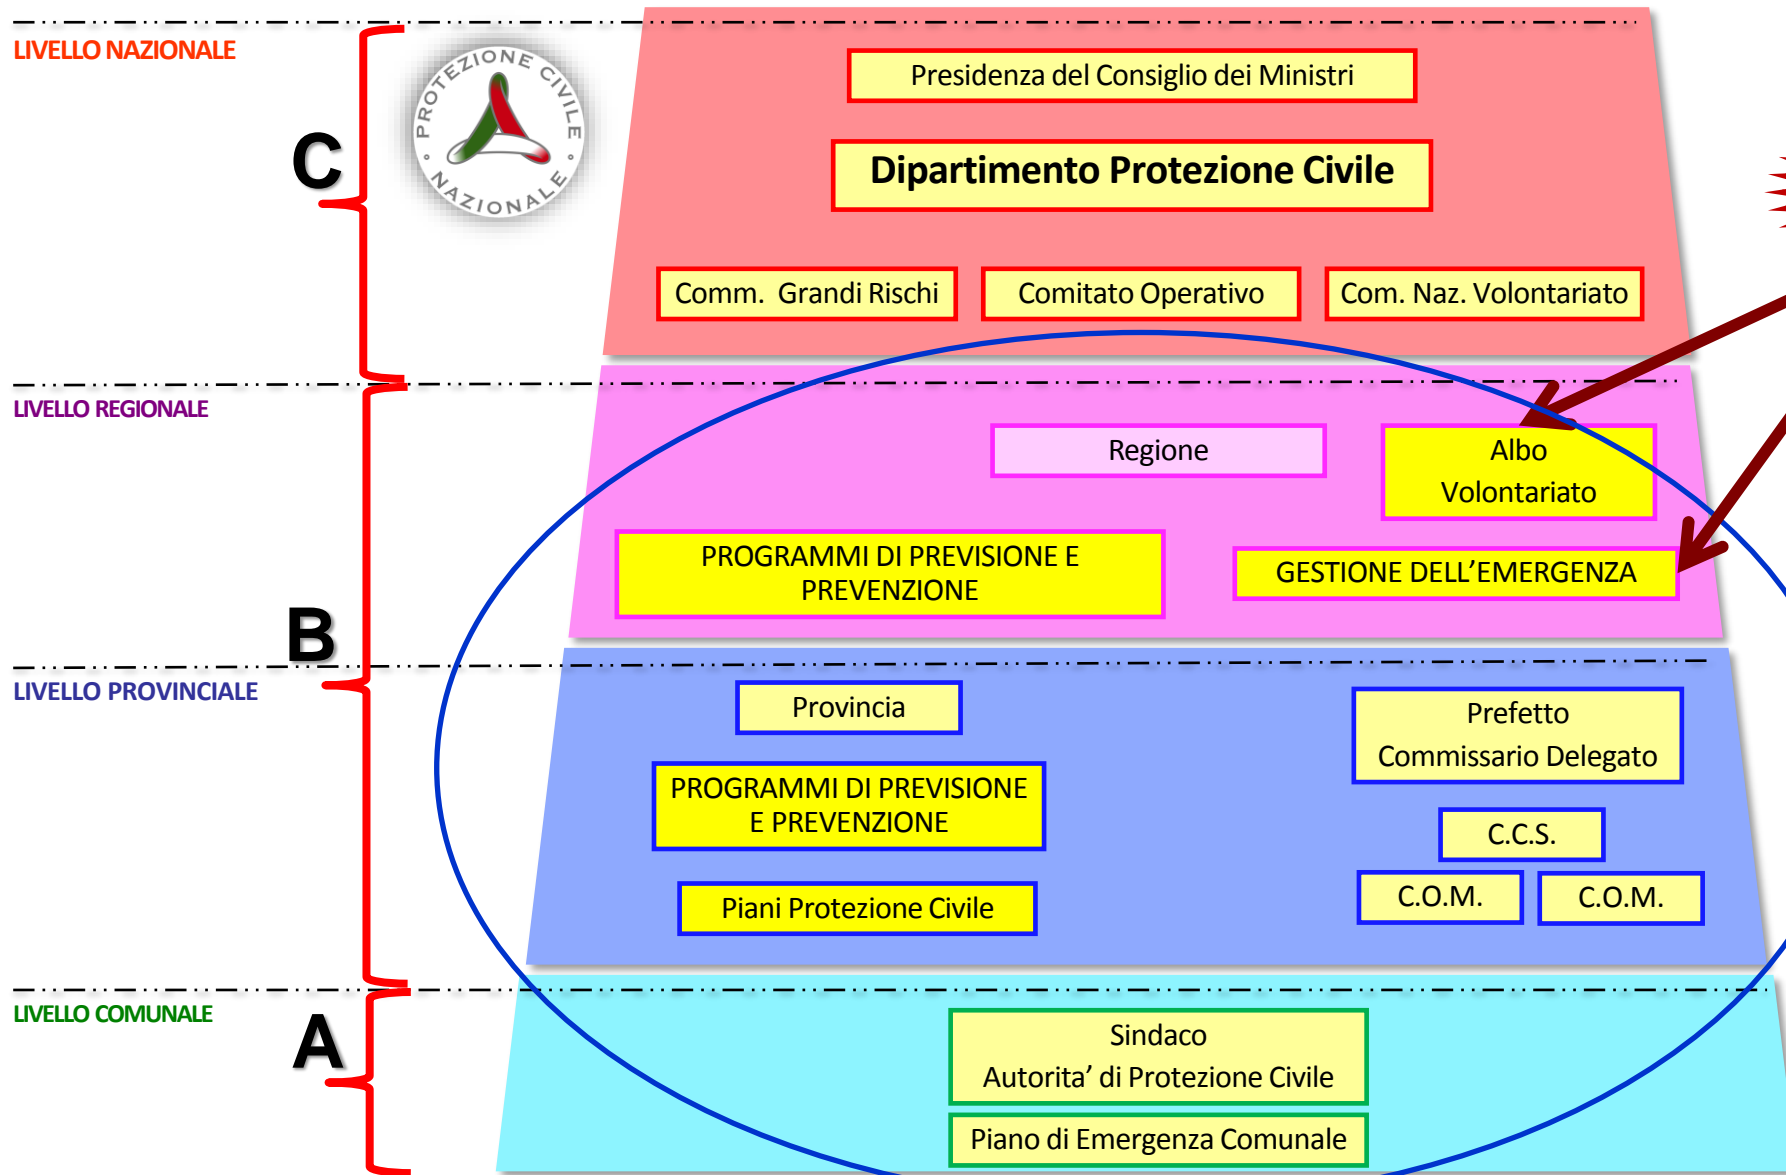 LIVELLO NAZIONALE
PROTEZIONE CIVILE
NAZIONALE
C
Presidenza del Consiglio dei Ministri
Dipartimento Protezione Civile
Comm. Grandi Rischi
Comitato Operativo
Com. Naz. Volontariato
LIVELLO REGIONALE
Regione
Albo
Volontariato
PROGRAMMI DI PREVISIONE E
PREVENZIONE
GESTIONE DELL’EMERGENZA
B
LIVELLO PROVINCIALE
Provincia
Prefetto
Commissario Delegato
PROGRAMMI DI PREVISIONE
E PREVENZIONE
C.C.S.
Piani Protezione Civile
C.O.M.
C.O.M.
LIVELLO COMUNALE
A
Sindaco
Autorita’ di Protezione Civile
Piano di Emergenza Comunale